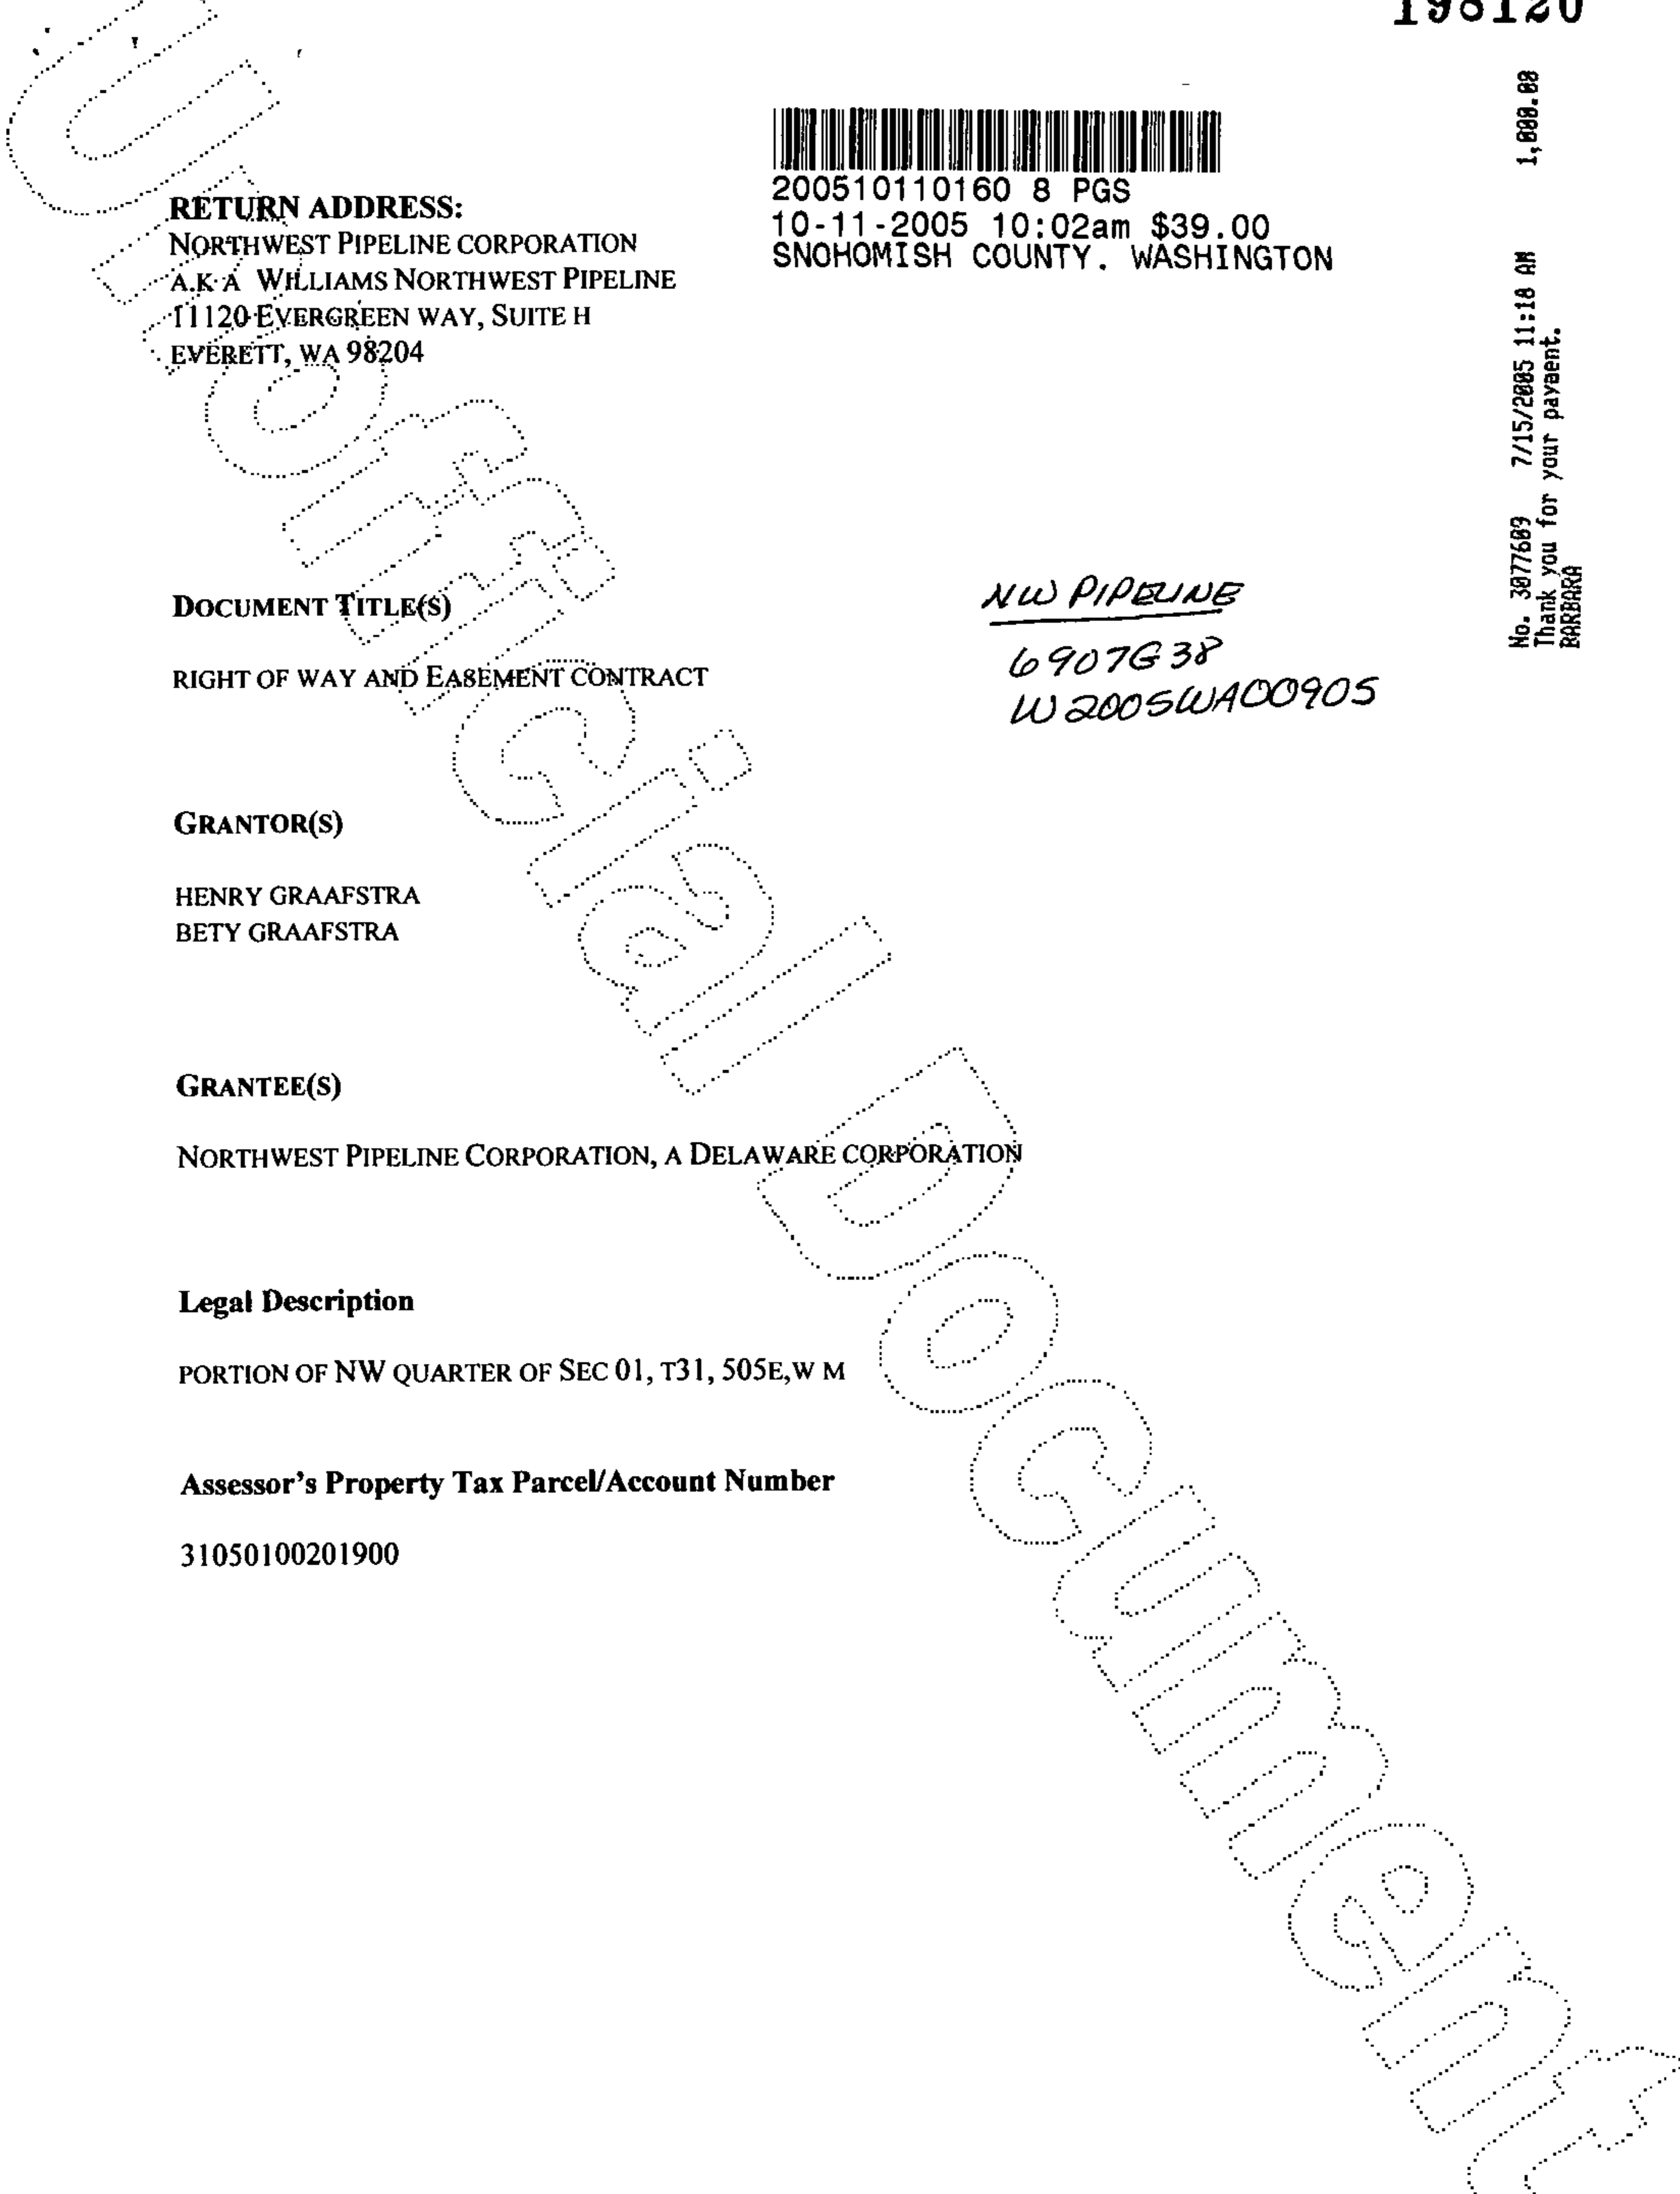 198120
200510110160 8 PGS
10-11-2005 10:02am $39.00
SNOHOMISH COUNTY. WASHINGTON
RETURN ADDRESS:
NORTHWEST PIPELINE CORPORATION
A.K.A WILLIAMS NORTHWEST PIPELINE
11120 EVERGREEN WAY, SUITE H
EVERETT, WA 98204
1,000.00
No. 3077609 7/15/2005 11:18 AM
Thank you for your payment.
BARBARA
DOCUMENT TITLE(S)
RIGHT OF WAY AND EASEMENT CONTRACT
NW PIPELINE
6907G38
W2005WA00905
GRANTOR(S)
HENRY GRAAFSTRA
BETY GRAAFSTRA
GRANTEE(S)
NORTHWEST PIPELINE CORPORATION, A DELAWARE CORPORATION
Legal Description
PORTION OF NW QUARTER OF SEC 01, T31, 505E,W M
Assessor's Property Tax Parcel/Account Number
31050100201900
Unofficial Document